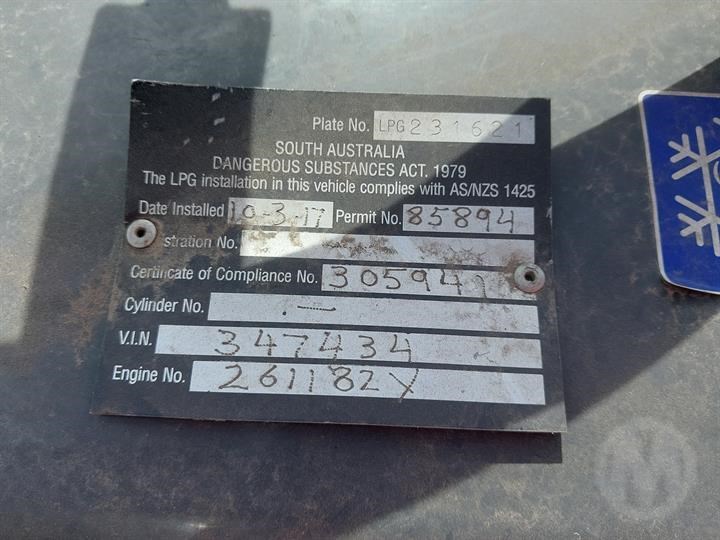 Plate No. LPG231621
SOUTH AUSTRALIA
DANGEROUS SUBSTANCES ACT. 1979
The LPG installation in this vehicle complies with AS/NZS 1425
Date Installed 10-3-17 Permit No. 85894
stration No.
Certificate of Compliance No. 30594
Cylinder No. -
V.I.N. 347434
Engine No. 261182Y
M